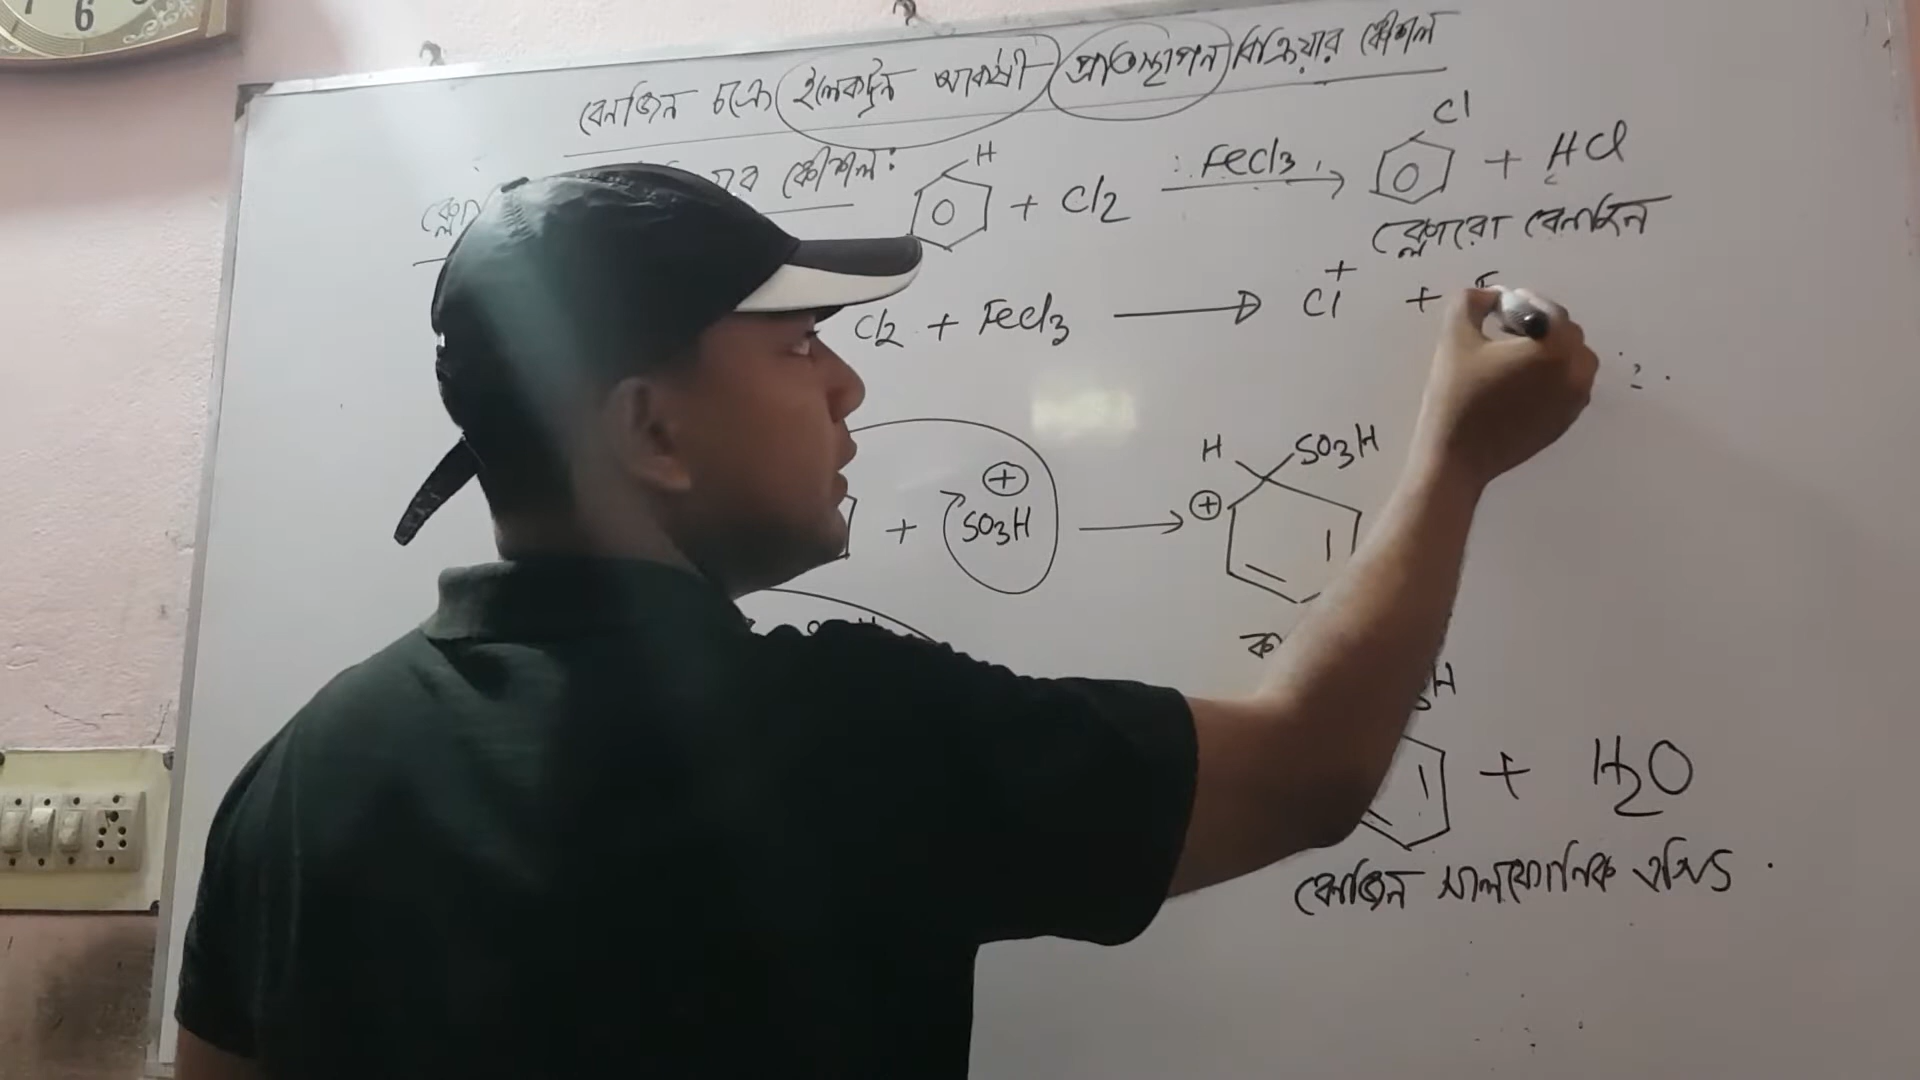 বেনজিন চক্রে ইলেকট্রন আকর্ষী প্রতিস্থাপন বিক্রিয়ার কৌশল
কৌশল:
H + Cl2 FeCl3 → Cl + HCl
ক্লোরো বেনজিন
Cl2 + FeCl3 → Cl+ +
+ SO3H+ → H SO3H +
H
+ H2O
বেনজিন সালফোনিক এসিড
6